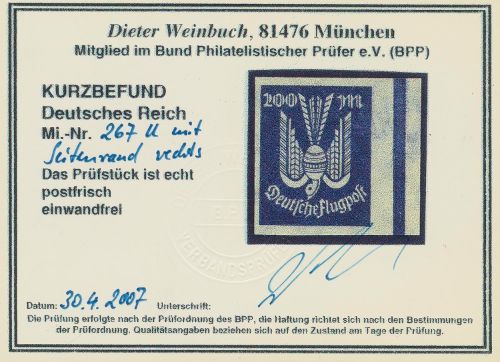 Dieter Weinbuch, 81476 München
Mitglied im Bund Philatelistischer Prüfer e.V. (BPP)
KURZBEFUND
Deutsches Reich
Mi.-Nr. 267 U mit
Seitenrand rechts
Das Prüfstück ist echt
postfrisch
einwandfrei
200 M
Deutsche Flugpost
Datum: 30.4.2007 Unterschrift:
Die Prüfung erfolgte nach der Prüfordnung des BPP, die Haftung richtet sich nach den Bestimmungen
der Prüfordnung. Qualitätsangaben beziehen sich auf den Zustand am Tage der Prüfung.